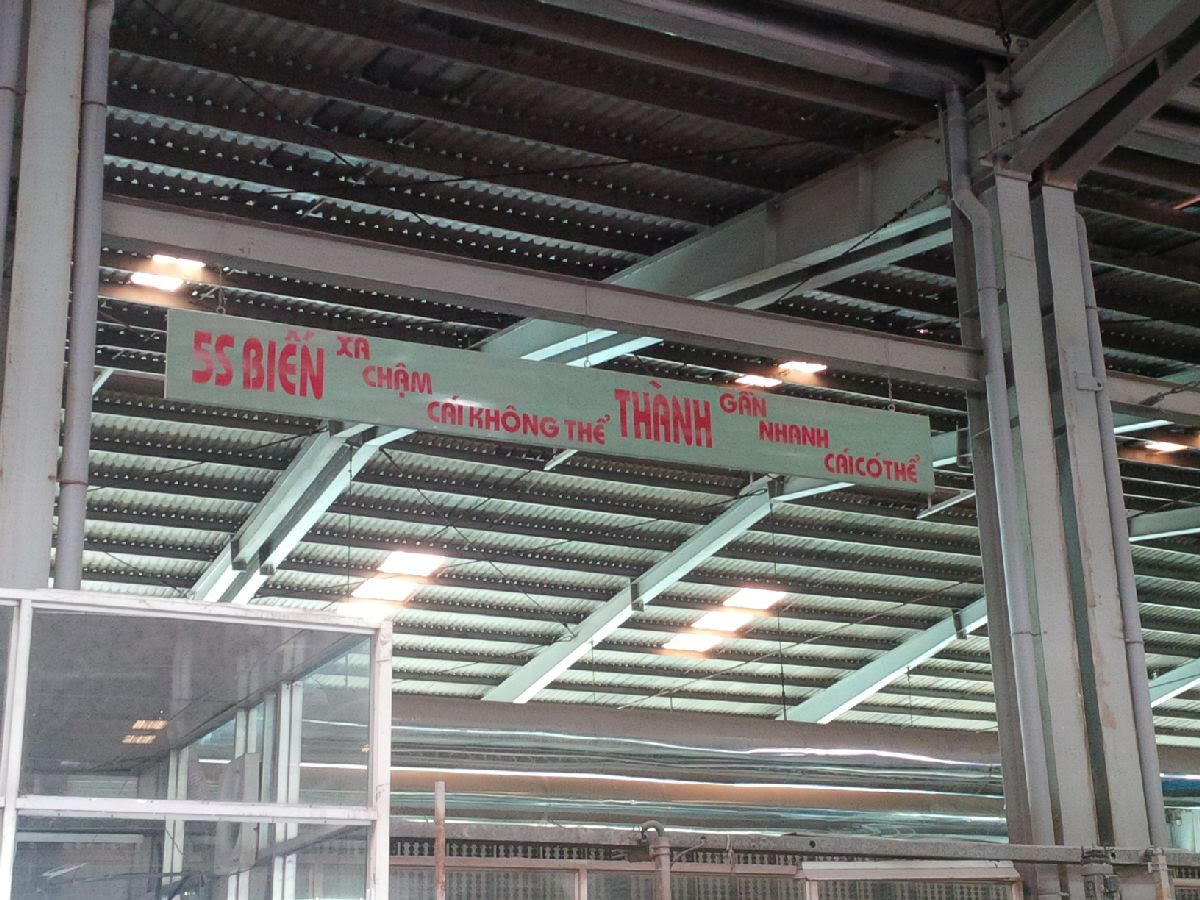 5S BIẾN
XA
CHẬM
CÁI KHÔNG THỂ
THÀNH
GẦN
NHANH
CÁI CÓ THỂ